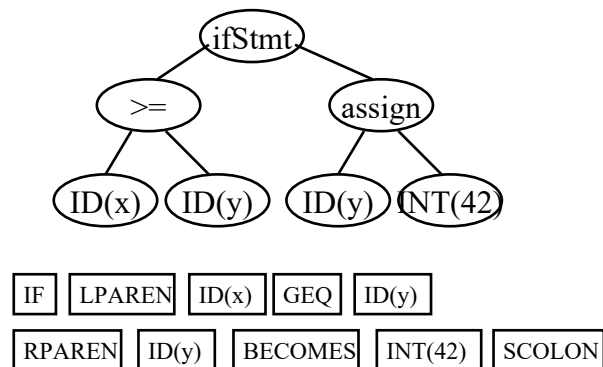 ifStmt
>= assign
ID(x) ID(y) ID(y) INT(42)
IF LPAREN ID(x) GEQ ID(y)
RPAREN ID(y) BECOMES INT(42) SCOLON